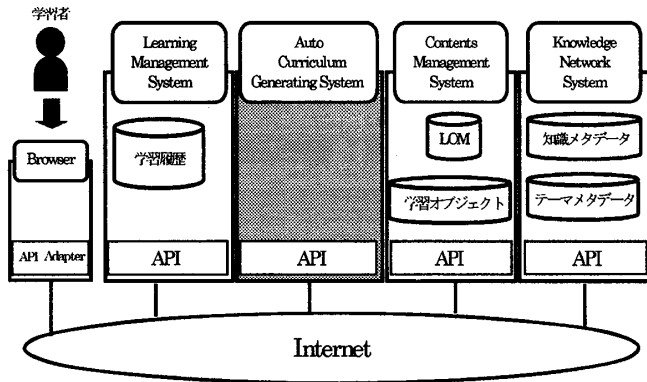 学習者
Learning
Management
System
Auto
Curriculum
Generating System
Contents
Management
System
Knowledge
Network
System
Browser
学習履歴
LOM
学習オブジェクト
知識メタデータ
テーマメタデータ
API Adapter
API
API
API
API
Internet